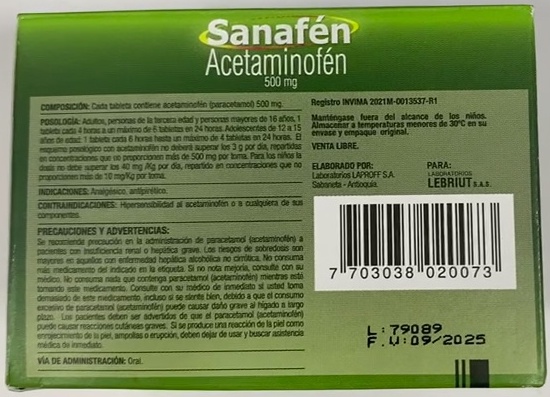 Sanafén
Acetaminofén
500 mg
COMPOSICIÓN: Cada tableta contiene acetaminofén (paracetamol) 500 mg.
POSOLOGÍA: Adultos, personas de la tercera edad y personas mayores de 16 años, 1
tableta cada 4 horas a un máximo de 6 tabletas en 24 horas. Adolescentes de 12 a 15
años de edad: 1 tableta cada 6 horas hasta un máximo de 4 tabletas en 24 horas. El
esquema posológico con acetaminofén no deberá superar los 3 g por día, repartidas
en concentraciones que no proporcionen más de 500 mg por toma. Para los niños la
dosis no debe superar los 40 mg /Kg por día, repartido en concentraciones que no
proporcionen más de 10 mg/Kg por toma.
INDICACIONES: Analgésico, antipirético.
CONTRAINDICACIONES: Hipersensibilidad al acetaminofén o a cualquiera de sus
componentes.
PRECAUCIONES Y ADVERTENCIAS:
Se recomienda precaución en la administración de paracetamol (acetaminofén) a
pacientes con insuficiencia renal o hepática grave. Los riesgos de sobredosis son
mayores en aquellos con enfermedad hepática alcohólica no cirrótica. No consuma
más medicamento del indicado en la etiqueta. Si no nota mejoría, consulte con su
médico. No consuma nada que contenga paracetamol (acetaminofén) mientras esté
tomando este medicamento. Consulte con su médico de inmediato si usted toma
demasiado de este medicamento, incluso si se siente bien, debido a que el consumo
excesivo de paracetamol (acetaminofén) puede causar daño grave al hígado a largo
plazo. Los pacientes deben ser advertidos de que el paracetamol (acetaminofén)
puede causar reacciones cutáneas graves. Si se produce una reacción de la piel como
enrojecimiento de la piel, ampollas o erupción, deben dejar de usar y buscar asistencia
médica de inmediato.
VÍA DE ADMINISTRACIÓN: Oral.
Registro INVIMA 2021M-0013537-R1
Manténgase fuera del alcance de los niños.
Almacenar a temperaturas menores de 30°C en su
envase y empaque original.
VENTA LIBRE.
ELABORADO POR:
Laboratorios LAPROFF S.A.
Sabaneta - Antioquia.
PARA:
LABORATORIOS
LEBRIUT S.A.S.
7 703038 020073
L: 79089
F.V: 09/2025